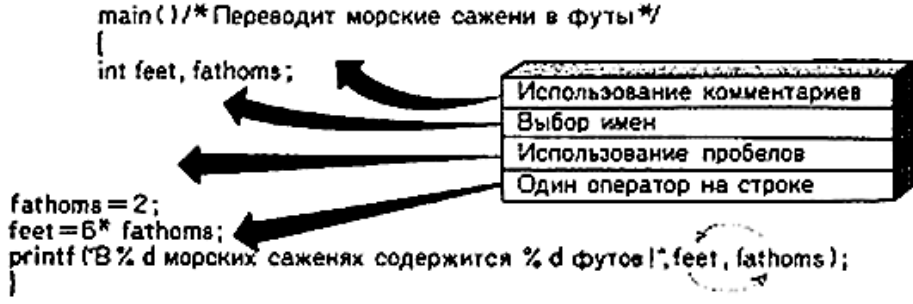 main()/* Переводит морские сажени в футы */
{
int feet, fathoms;
Использование комментариев
Выбор имен
Использование пробелов
Один оператор на строке
fathoms=2;
feet=6* fathoms;
printf("В % d морских саженях содержится % d футов!", feet, fathoms);
}